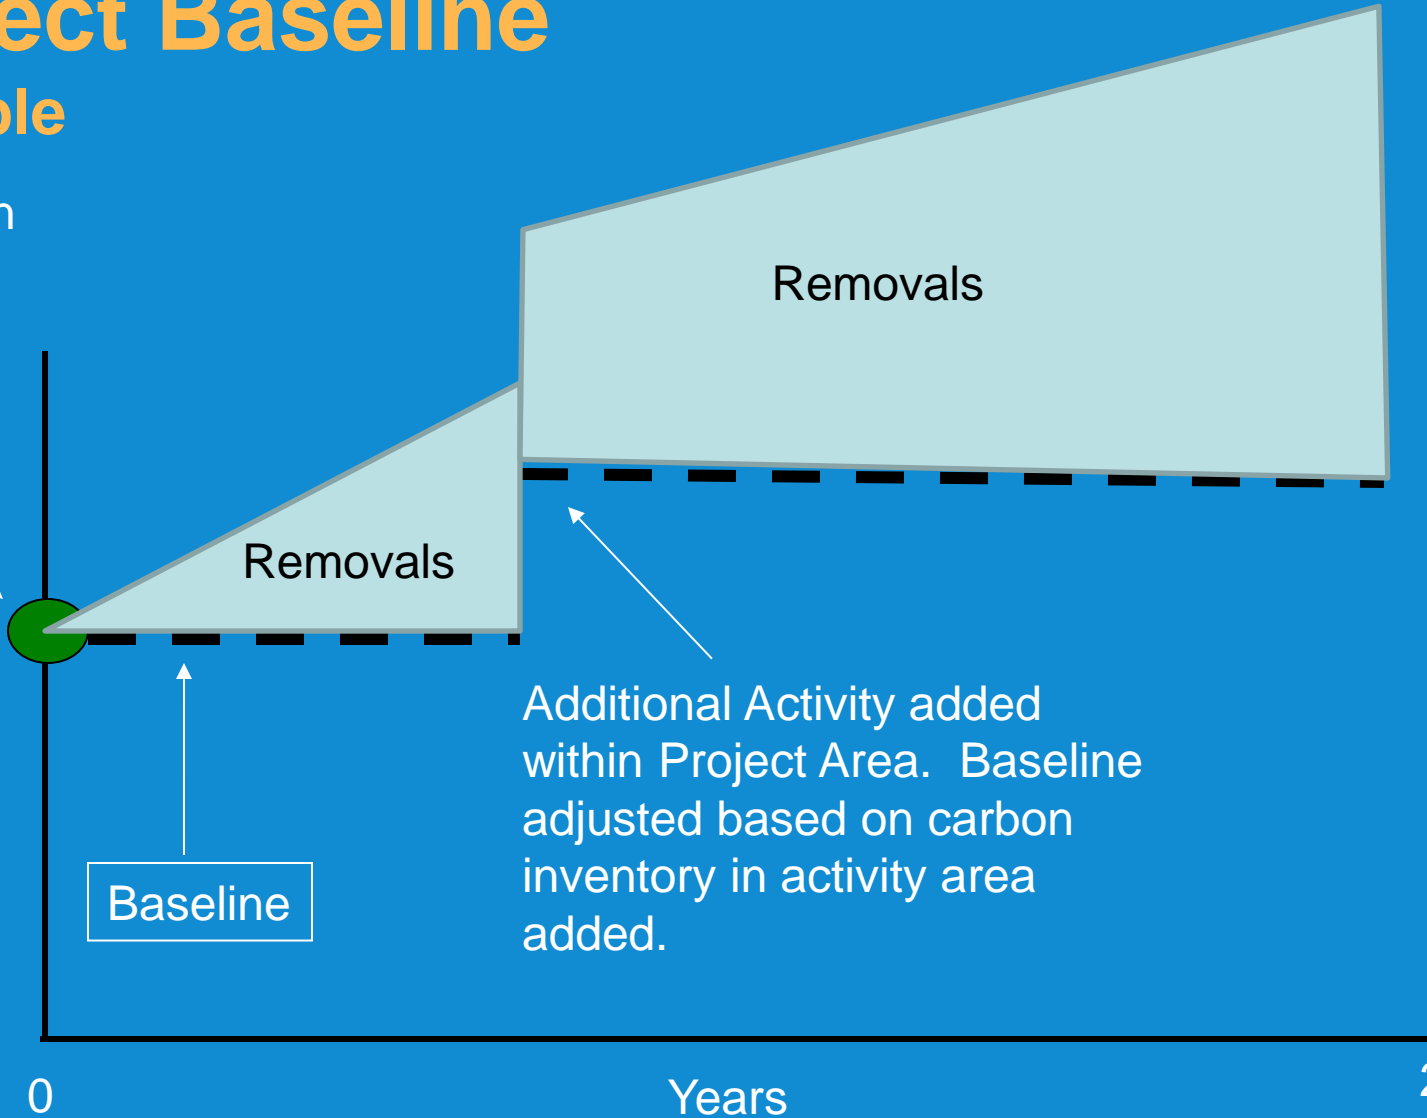 ect Baseline
ple
n
Removals
Removals
Additional Activity added
within Project Area.  Baseline
adjusted based on carbon
inventory in activity area
added.
Baseline
0
Years
2